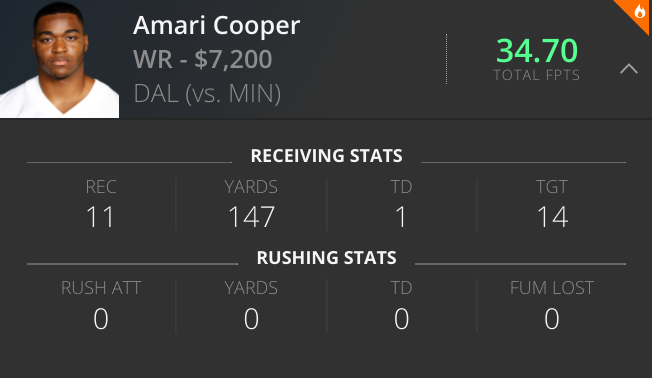 Amari Cooper
WR - $7,200
DAL (vs. MIN)
34.70
TOTAL FPTS
RECEIVING STATS
REC YARDS TD TGT
11 147 1 14
RUSHING STATS
RUSH ATT YARDS TD FUM LOST
0 0 0 0